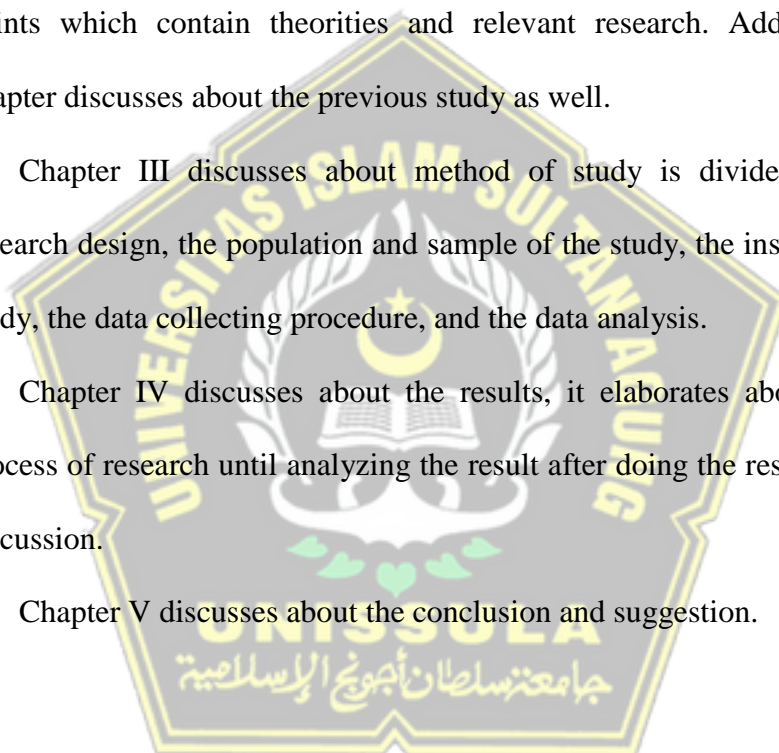 ints which contain theorities and relevant research. Add
apter discusses about the previous study as well.
Chapter III discusses about method of study is divide
earch design, the population and sample of the study, the ins
dy, the data collecting procedure, and the data analysis.
Chapter IV discusses about the results, it elaborates abo
ocess of research until analyzing the result after doing the res
cussion.
Chapter V discusses about the conclusion and suggestion.
UNIVERSITAS ISLAM SULTAN AGUNG
UNISSULA
جامعتنسلطان أجونج الإسلامية